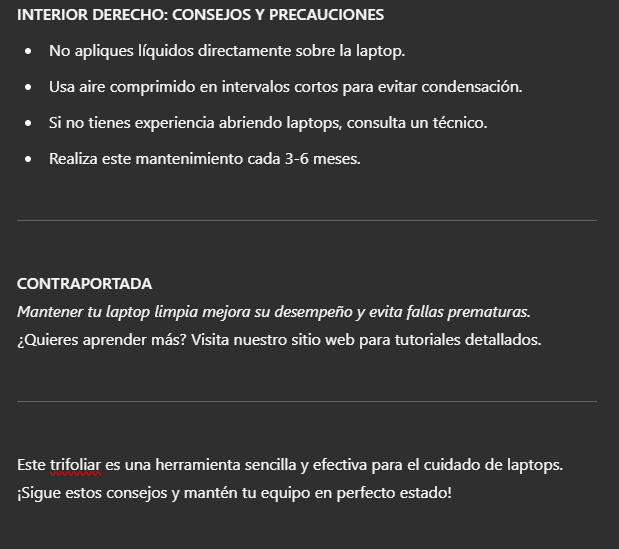 INTERIOR DERECHO: CONSEJOS Y PRECAUCIONES
• No apliques líquidos directamente sobre la laptop.
• Usa aire comprimido en intervalos cortos para evitar condensación.
• Si no tienes experiencia abriendo laptops, consulta un técnico.
• Realiza este mantenimiento cada 3-6 meses.
CONTRAPORTADA
Mantener tu laptop limpia mejora su desempeño y evita fallas prematuras.
¿Quieres aprender más? Visita nuestro sitio web para tutoriales detallados.
Este trifoliar es una herramienta sencilla y efectiva para el cuidado de laptops.
¡Sigue estos consejos y mantén tu equipo en perfecto estado!